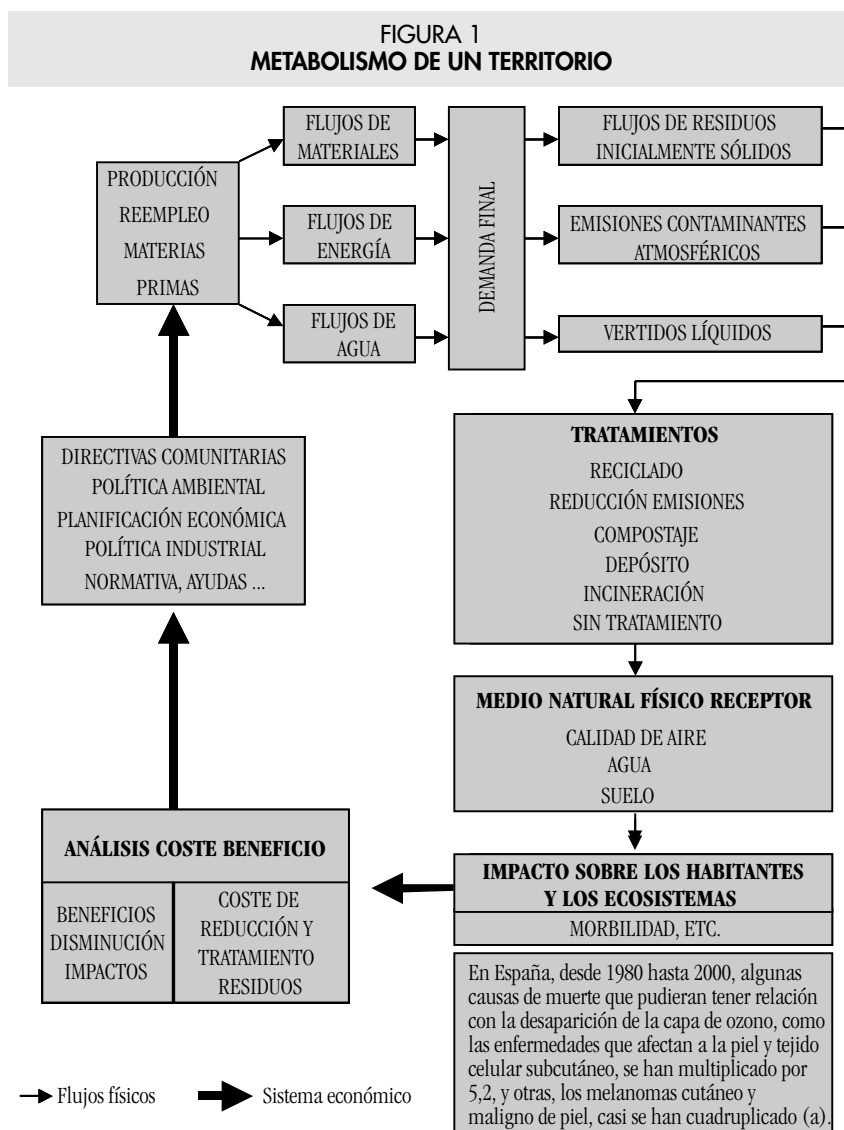 FIGURA 1
METABOLISMO DE UN TERRITORIO
PRODUCCIÓN
REEMPLEO
MATERIAS
PRIMAS
FLUJOS DE
MATERIALES
FLUJOS DE
ENERGÍA
FLUJOS DE
AGUA
DEMANDA FINAL
FLUJOS DE RESIDUOS
INICIALMENTE SÓLIDOS
EMISIONES CONTAMINANTES
ATMOSFÉRICOS
VERTIDOS LÍQUIDOS
TRATAMIENTOS
RECICLADO
REDUCCIÓN EMISIONES
COMPOSTAJE
DEPÓSITO
INCINERACIÓN
SIN TRATAMIENTO
MEDIO NATURAL FÍSICO RECEPTOR
CALIDAD DE AIRE
AGUA
SUELO
IMPACTO SOBRE LOS HABITANTES
Y LOS ECOSISTEMAS
MORBILIDAD, ETC.
En España, desde 1980 hasta 2000, algunas
causas de muerte que pudieran tener relación
con la desaparición de la capa de ozono, como
las enfermedades que afectan a la piel y tejido
celular subcutáneo, se han multiplicado por
5,2, y otras, los melanomas cutáneo y
maligno de piel, casi se han cuadruplicado (a).
DIRECTIVAS COMUNITARIAS
POLÍTICA AMBIENTAL
PLANIFICACIÓN ECONÓMICA
POLÍTICA INDUSTRIAL
NORMATIVA, AYUDAS ...
ANÁLISIS COSTE BENEFICIO
BENEFICIOS
DISMINUCIÓN
IMPACTOS
COSTE DE
REDUCCIÓN Y
TRATAMIENTO
RESIDUOS
Flujos físicos
Sistema económico